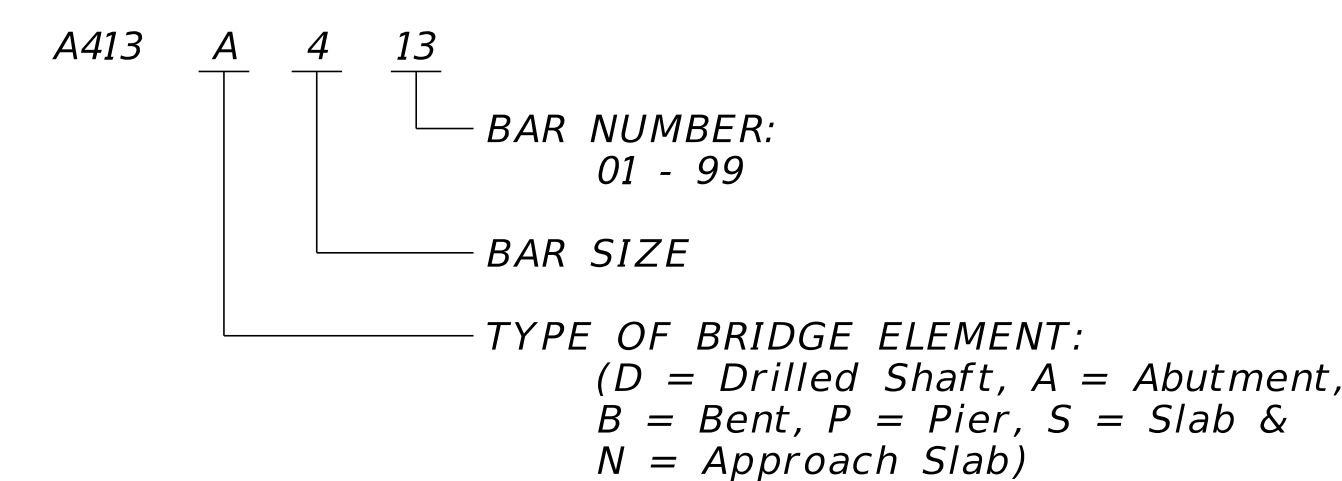 A413 A 4 13
BAR NUMBER:
01 - 99
BAR SIZE
TYPE OF BRIDGE ELEMENT:
(D = Drilled Shaft, A = Abutment,
B = Bent, P = Pier, S = Slab &
N = Approach Slab)